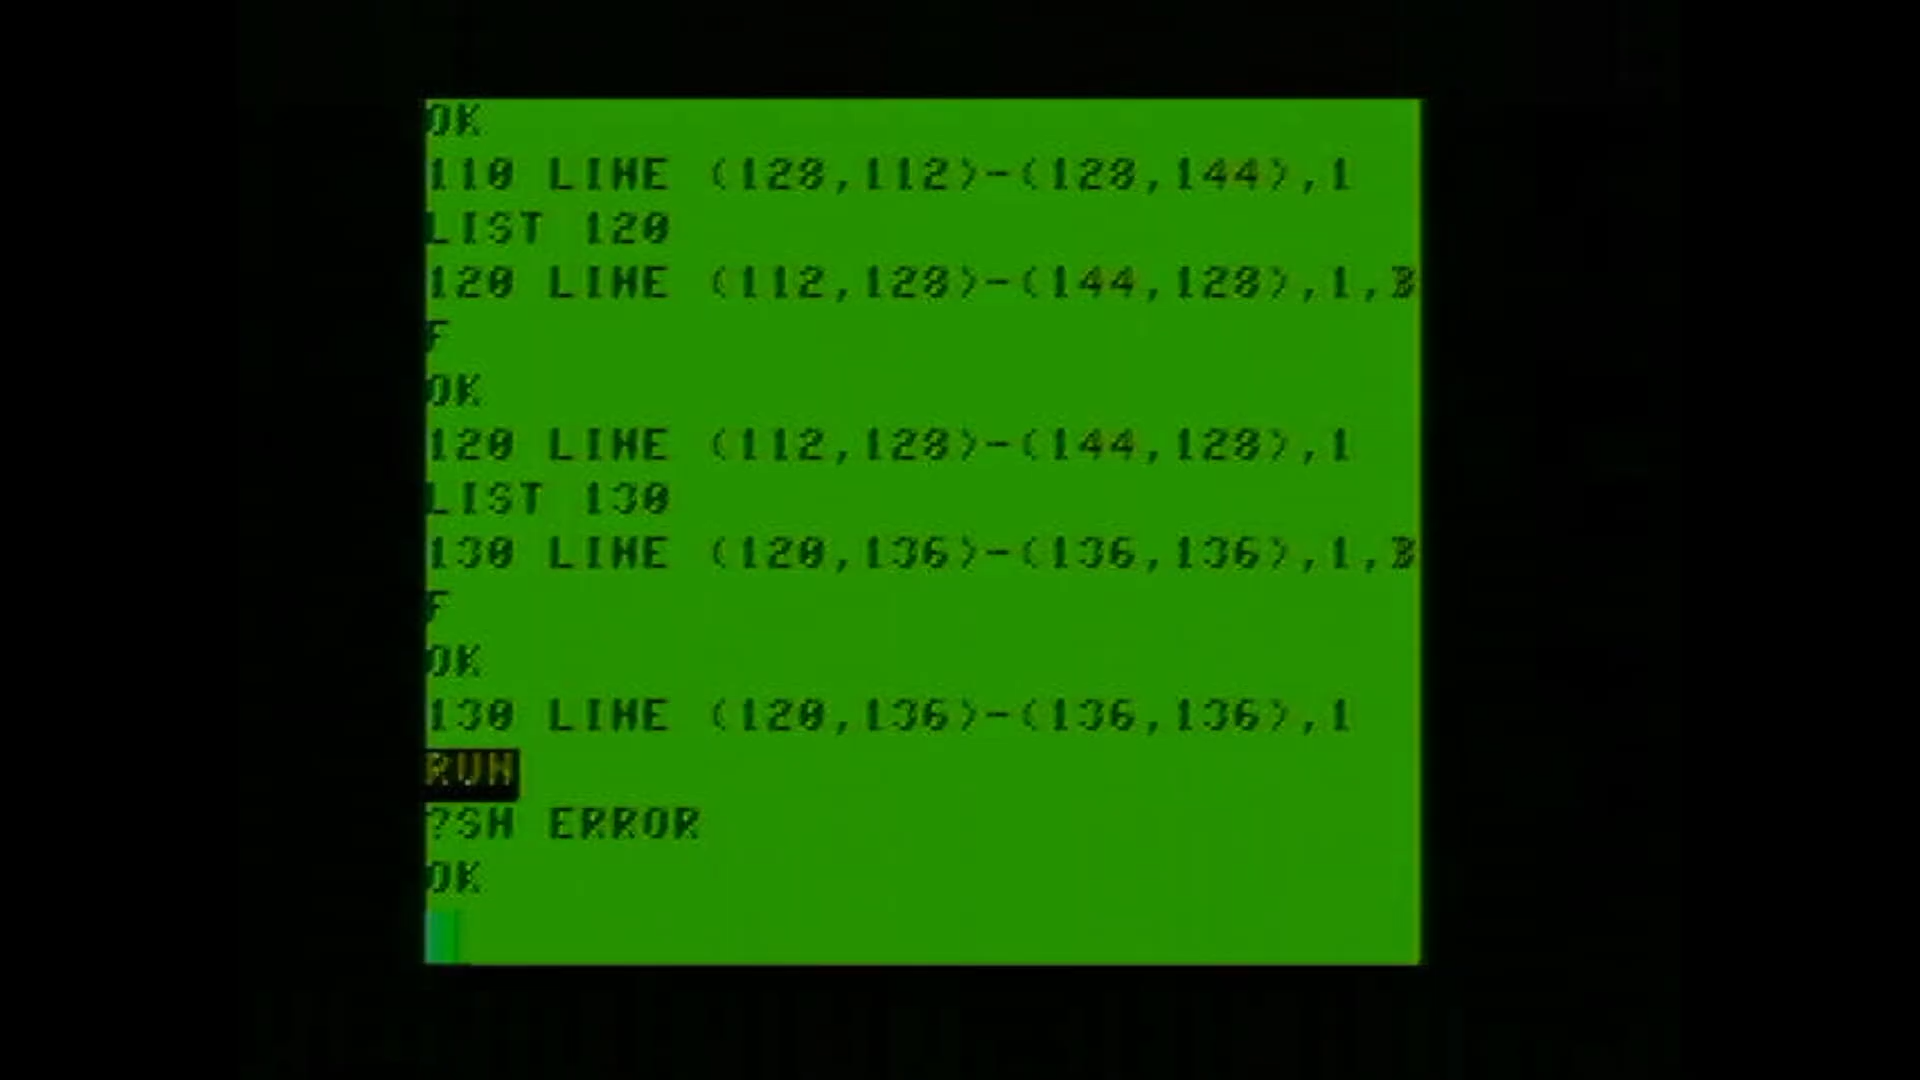 OK
110 LINE (128,112)-(128,144),1
LIST 120
120 LINE (112,128)-(144,128),1,B
F
OK
120 LINE (112,128)-(144,128),1
LIST 130
130 LINE (120,136)-(136,136),1,B
F
OK
130 LINE (120,136)-(136,136),1
RUN
?SN ERROR
OK